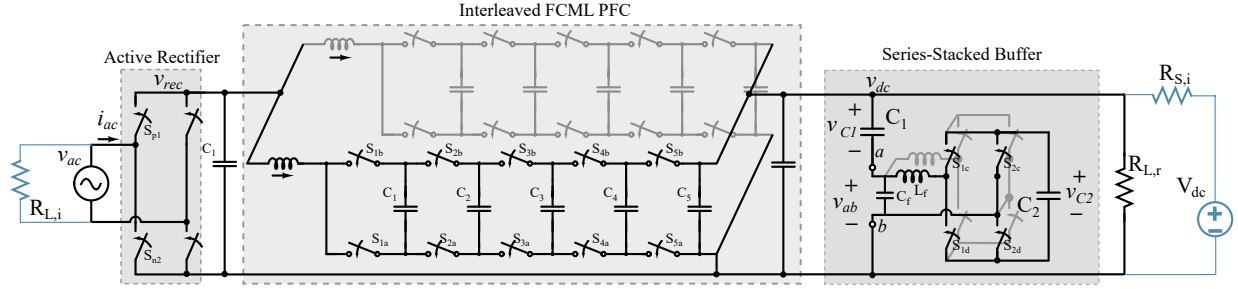 Interleaved FCML PFC
Active Rectifier
Series-Stacked Buffer
v_rec
v_dc
R_S,i
i_ac
S_p1
C_1
v_C1
+
−
C_1
a
S_1b
S_2b
S_3b
S_4b
S_5b
v_ac
R_L,i
C_1
C_2
C_3
C_4
C_5
+
v_ab
−
C_f
L_f
S_1c
S_2c
C_2
+
v_C2
−
R_L,r
V_dc
b
S_n2
S_1a
S_2a
S_3a
S_4a
S_5a
S_1d
S_2d